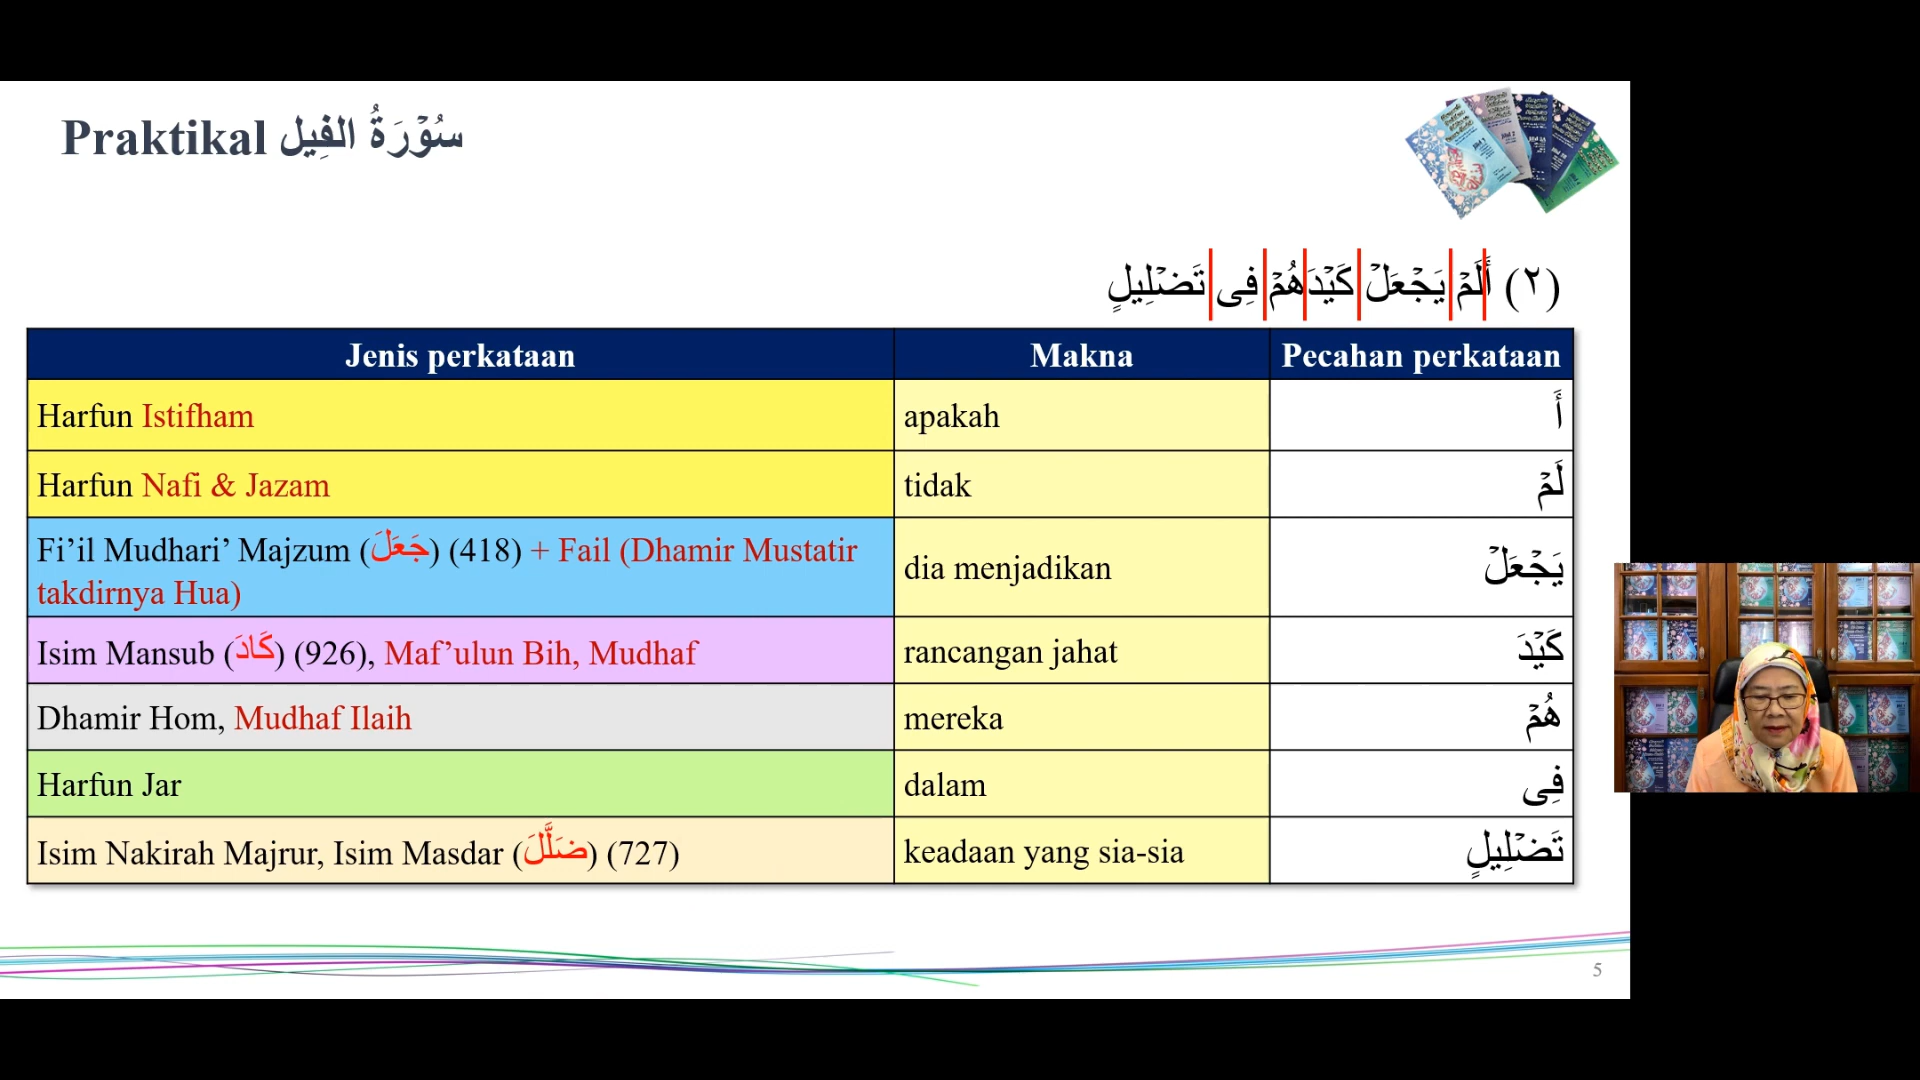 Praktikal سُوْرَةُ الفِيل
(٢) أَلَمْ يَجْعَلْ كَيْدَهُمْ فِى تَضْلِيلٍ
Jenis perkataan Makna Pecahan perkataan
Harfun Istifham apakah أَ
Harfun Nafi & Jazam tidak لَمْ
Fi’il Mudhari’ Majzum (جَعَلَ) (418) + Fail (Dhamir Mustatir
takdirnya Hua) dia menjadikan يَجْعَلْ
Isim Mansub (كَادَ) (926), Maf’ulun Bih, Mudhaf rancangan jahat كَيْدَ
Dhamir Hom, Mudhaf Ilaih mereka هُمْ
Harfun Jar dalam فِى
Isim Nakirah Majrur, Isim Masdar (ضَلَّلَ) (727) keadaan yang sia-sia تَضْلِيلٍ
5